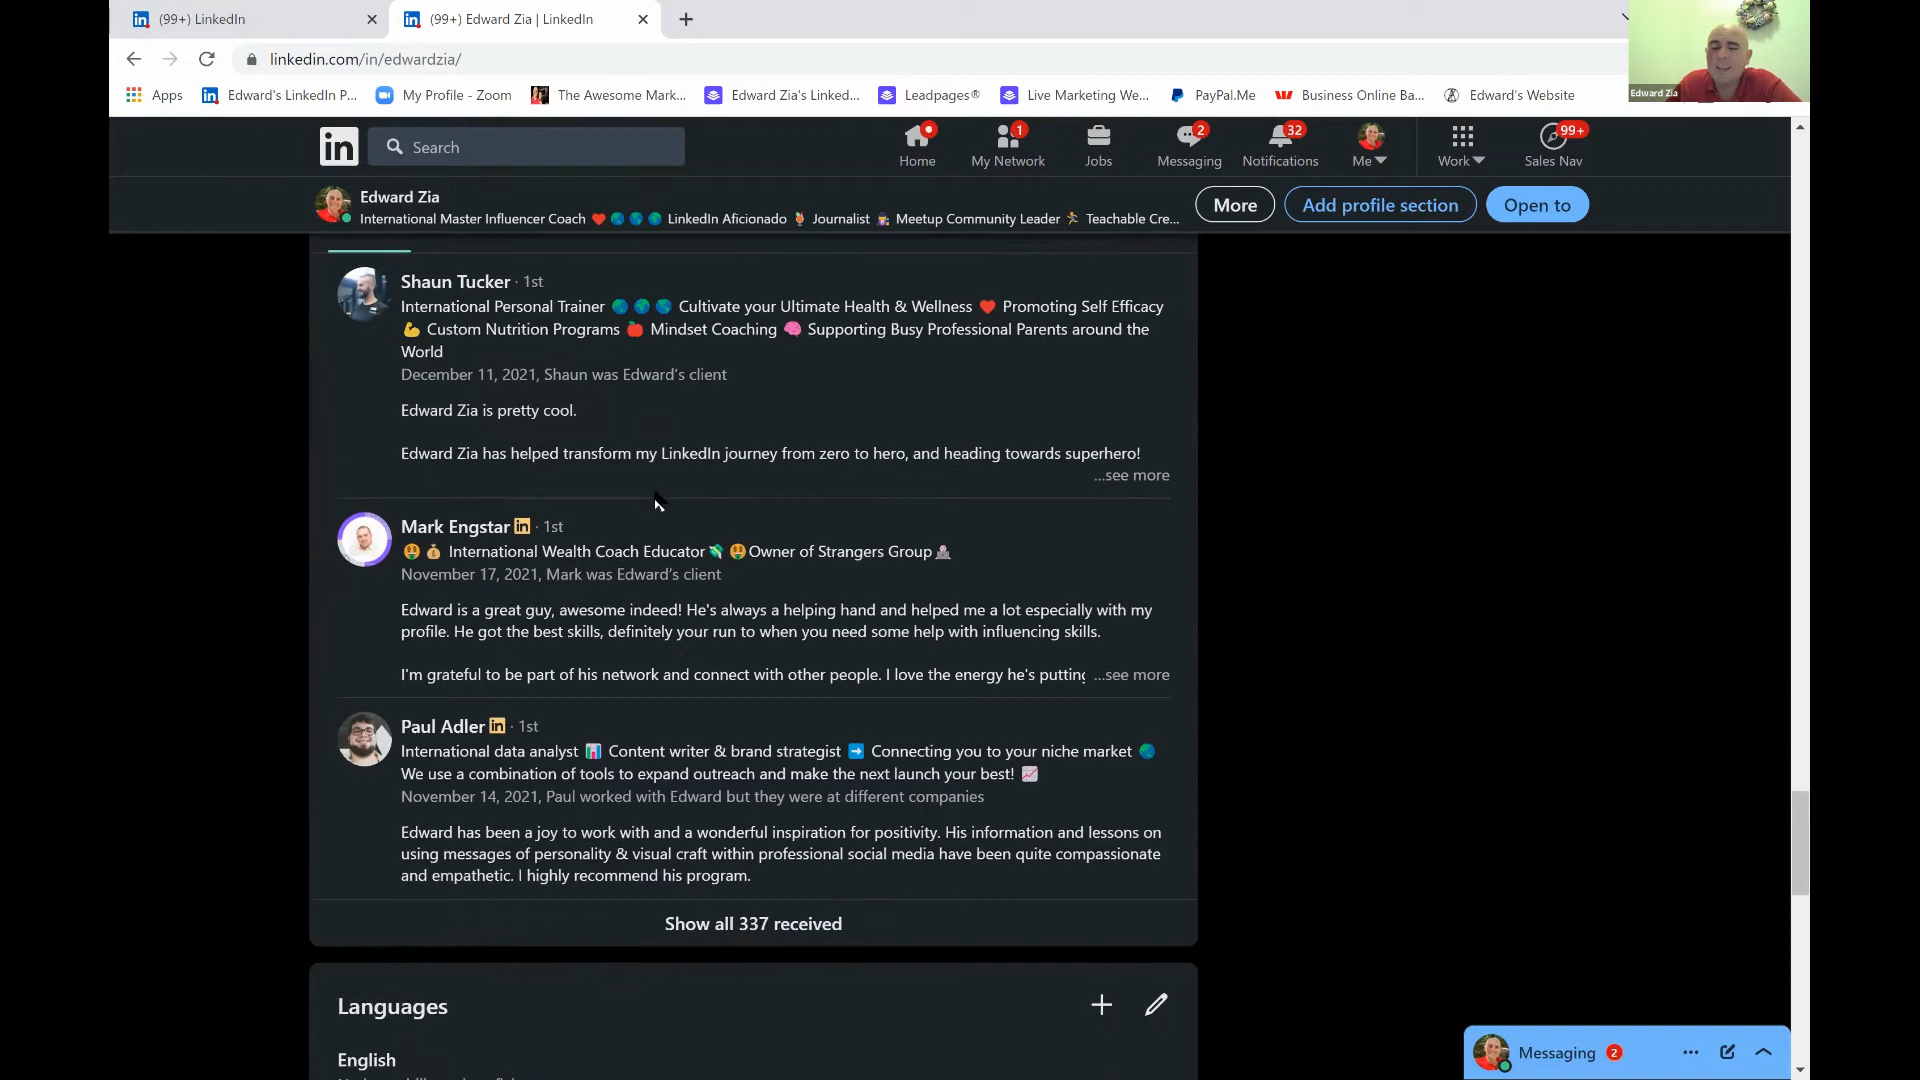 (99+) LinkedIn
(99+) Edward Zia | LinkedIn
linkedin.com/in/edwardzia/
Apps
Edward's LinkedIn P...
My Profile - Zoom
The Awesome Mark...
Edward Zia's Linked...
Leadpages®
Live Marketing We...
PayPal.Me
Business Online Ba...
Edward's Website
Edward Zia
in
Search
Home
1
My Network
Jobs
2
Messaging
32
Notifications
Me
Work
99+
Sales Nav
Edward Zia
International Master Influencer Coach ❤️ 🌏 🌎 🌍 LinkedIn Aficionado Journalist Meetup Community Leader Teachable Cre...
More
Add profile section
Open to
Shaun Tucker · 1st
International Personal Trainer 🌏 🌍 🌎 Cultivate your Ultimate Health & Wellness ❤️ Promoting Self Efficacy
💪 Custom Nutrition Programs 🍎 Mindset Coaching 🧠 Supporting Busy Professional Parents around the
World
December 11, 2021, Shaun was Edward's client
Edward Zia is pretty cool.
Edward Zia has helped transform my LinkedIn journey from zero to hero, and heading towards superhero!
...see more
Mark Engstar in · 1st
🤑 💰 International Wealth Coach Educator💸 🤑Owner of Strangers Group
November 17, 2021, Mark was Edward's client
Edward is a great guy, awesome indeed! He's always a helping hand and helped me a lot especially with my
profile. He got the best skills, definitely your run to when you need some help with influencing skills.
I'm grateful to be part of his network and connect with other people. I love the energy he's putting ...see more
Paul Adler in · 1st
International data analyst 📊 Content writer & brand strategist ➡️ Connecting you to your niche market 🌏
We use a combination of tools to expand outreach and make the next launch your best! 📈
November 14, 2021, Paul worked with Edward but they were at different companies
Edward has been a joy to work with and a wonderful inspiration for positivity. His information and lessons on
using messages of personality & visual craft within professional social media have been quite compassionate
and empathetic. I highly recommend his program.
Show all 337 received
Languages
English
Messaging 2